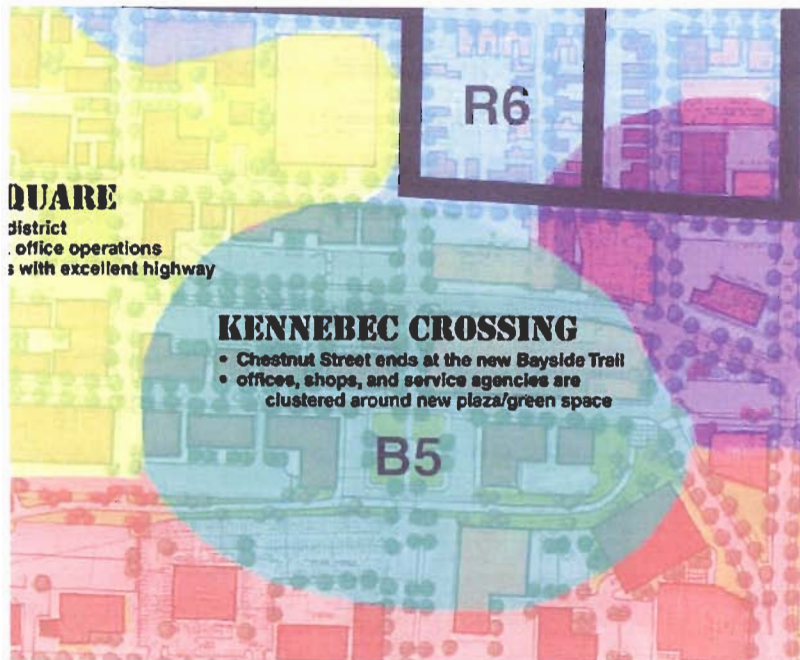 R6
QUARE
district
office operations
s with excellent highway
KENNEBEC CROSSING
• Chestnut Street ends at the new Bayside Trail
• offices, shops, and service agencies are
clustered around new plaza/green space
B5